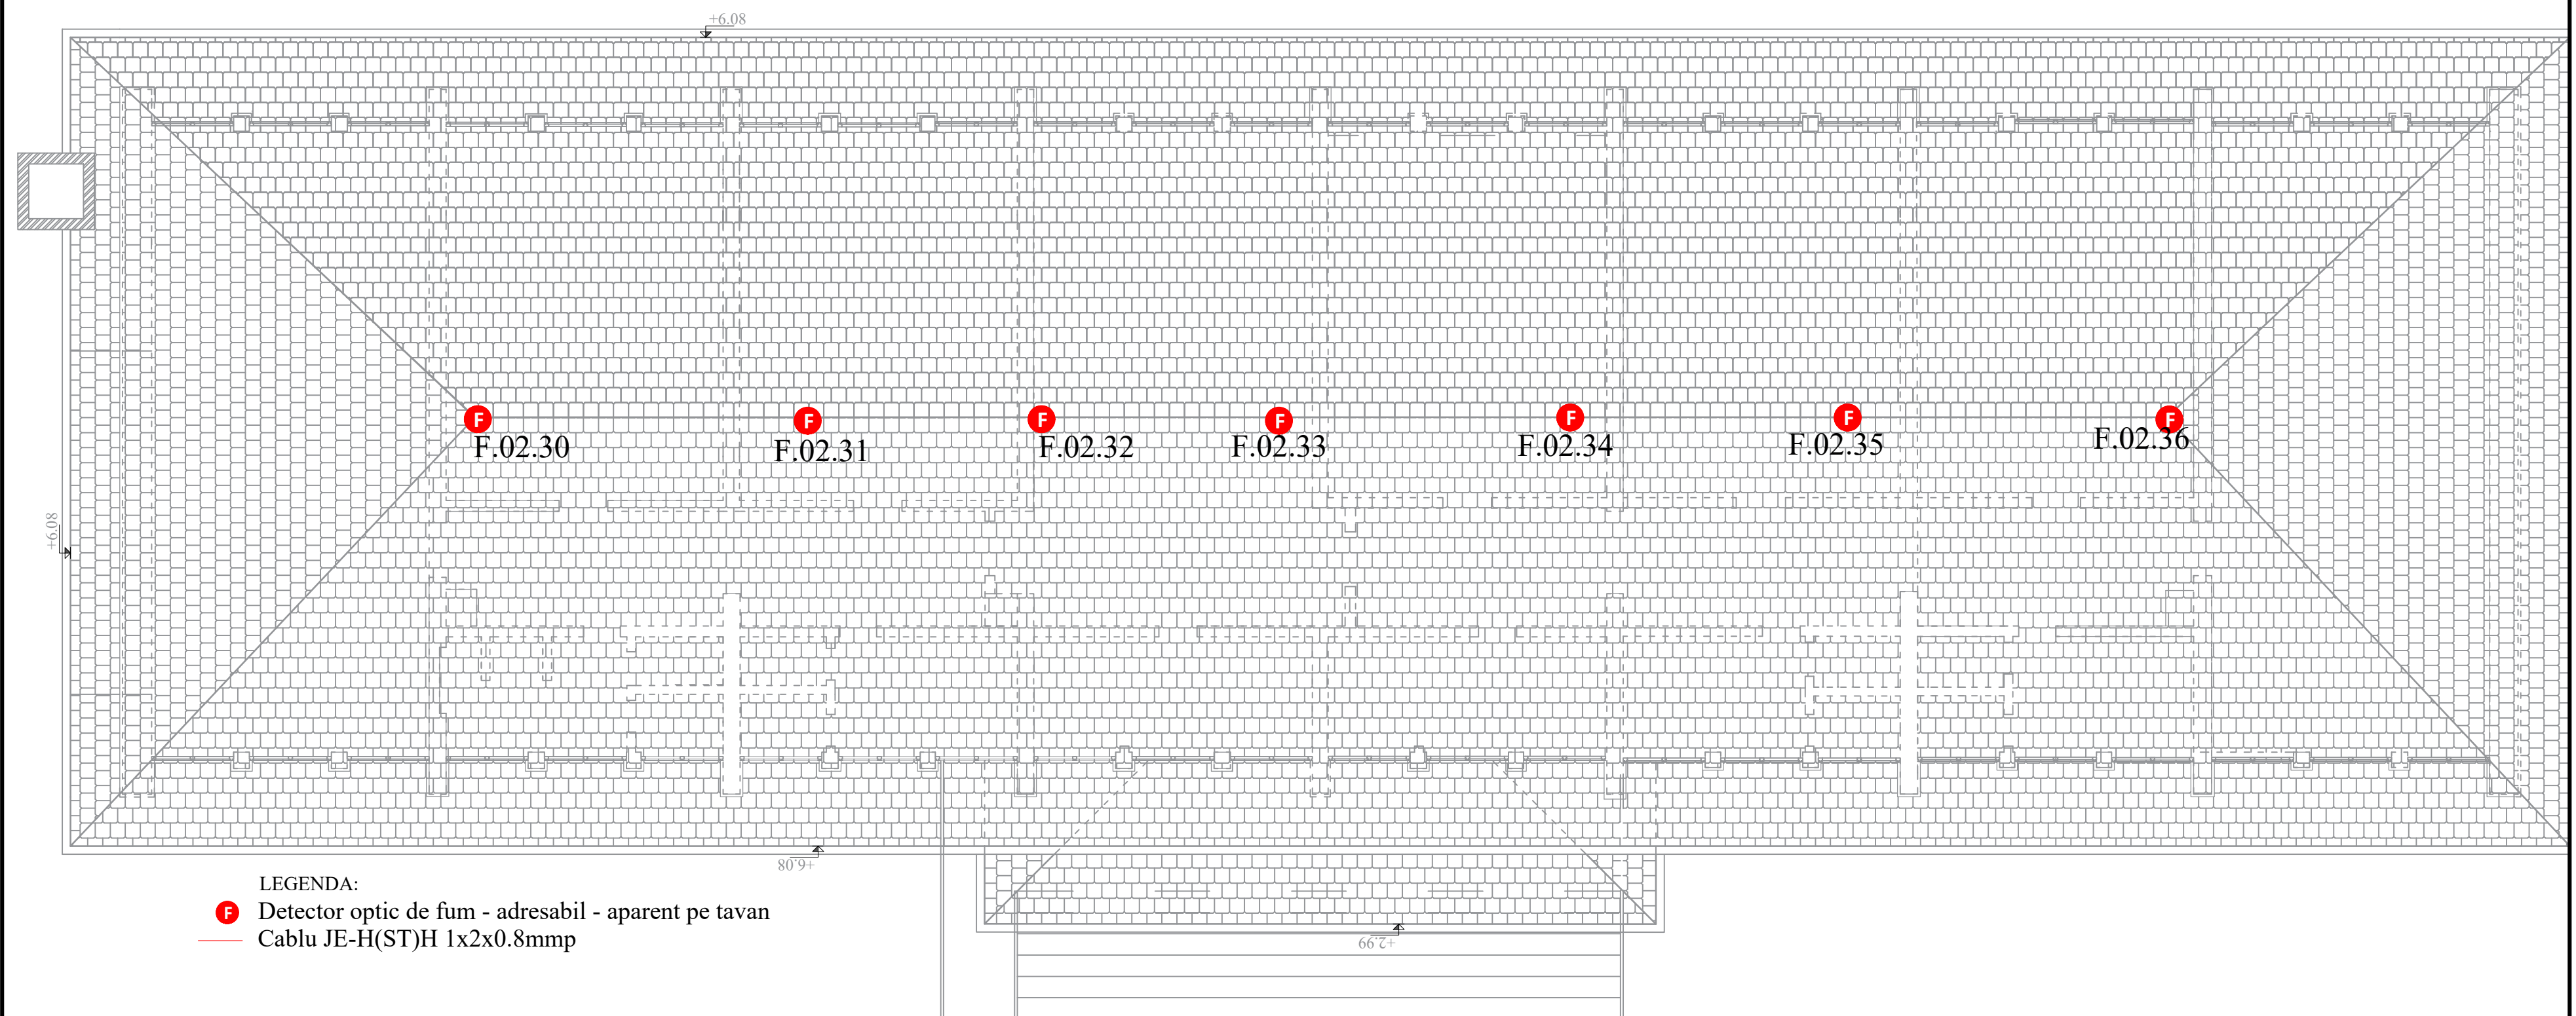 +6.08
F
F
F
F
F
F
F
F.02.30
F.02.31
F.02.32
F.02.33
F.02.34
F.02.35
F.02.36
+6.08
+6.08
LEGENDA:
F Detector optic de fum - adresabil - aparent pe tavan
Cablu JE-H(ST)H 1x2x0.8mmp
+2.99